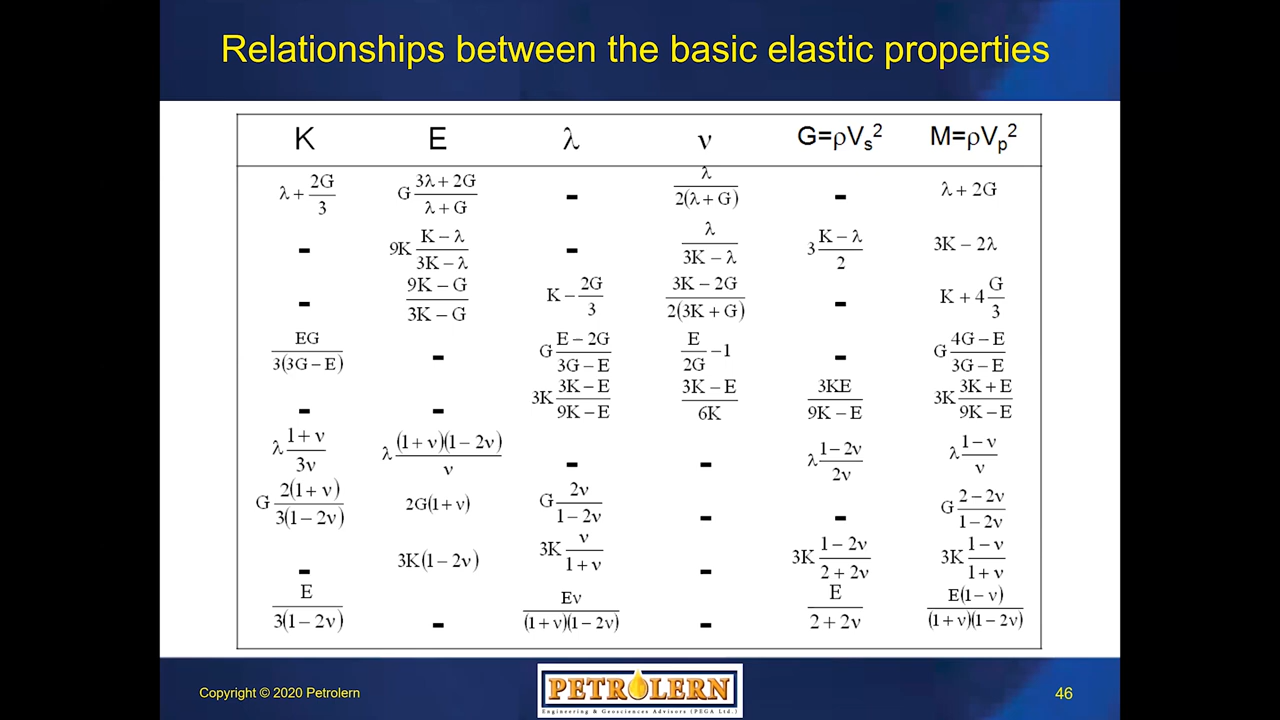 Relationships between the basic elastic properties
K E λ ν G=ρVs² M=ρVp²
λ + 2G/3 G (3λ + 2G)/(λ + G) - λ/(2(λ + G)) - λ + 2G
- 9K (K − λ)/(3K − λ) - λ/(3K − λ) 3 (K − λ)/2 3K − 2λ
- (9K − G)/(3K − G) K − 2G/3 (3K − 2G)/(2(3K + G)) - K + 4 G/3
EG/(3(3G − E)) - G (E − 2G)/(3G − E) E/2G − 1 - G (4G − E)/(3G − E)
- - 3K (3K − E)/(9K − E) (3K − E)/6K 3KE/(9K − E) 3K (3K + E)/(9K − E)
λ (1 + ν)/3ν λ (1 + ν)(1 − 2ν)/ν - - λ (1 − 2ν)/2ν λ (1 − ν)/ν
G 2(1 + ν)/(3(1 − 2ν)) 2G(1 + ν) G 2ν/(1 − 2ν) - - G (2 − 2ν)/(1 − 2ν)
- 3K(1 − 2ν) 3K ν/(1 + ν) - 3K (1 − 2ν)/(2 + 2ν) 3K (1 − ν)/(1 + ν)
E/(3(1 − 2ν)) - Eν/((1 + ν)(1 − 2ν)) - E/(2 + 2ν) E(1 − ν)/((1 + ν)(1 − 2ν))
Copyright © 2020 Petrolern
PETROLERN
Engineering & Geosciences Advisors (PEGA Ltd.)
46